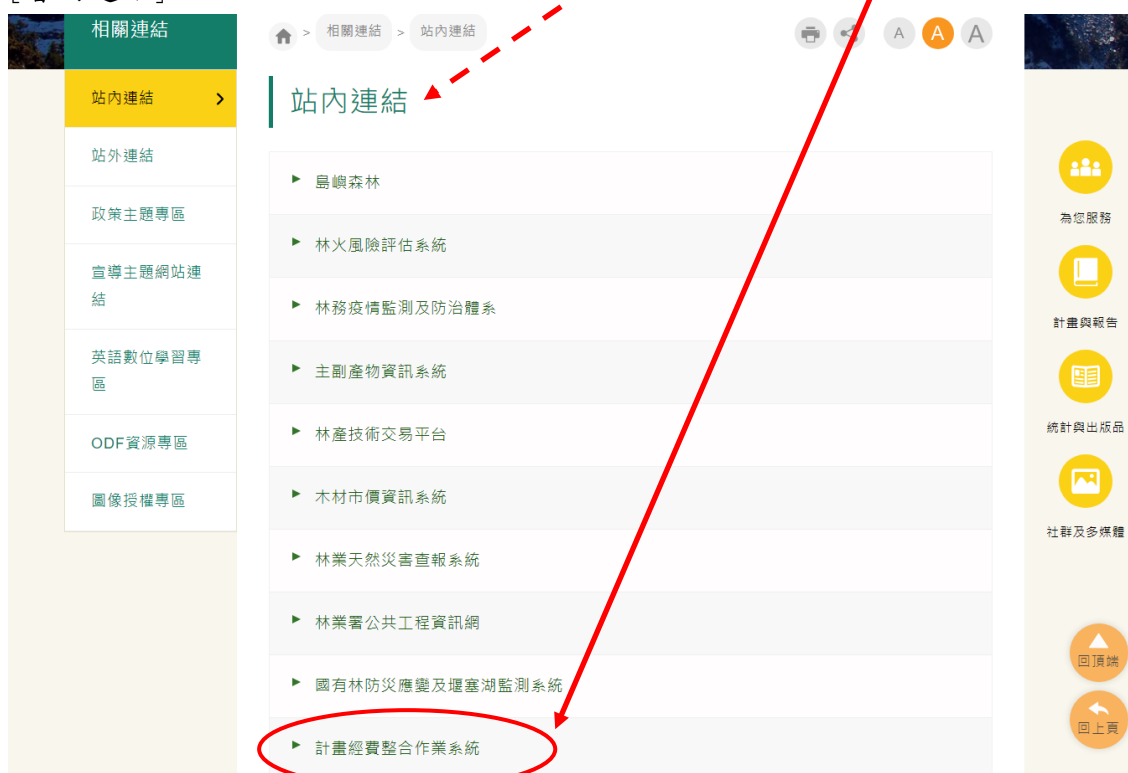 相關連結
> 相關連結 > 站內連結
A A A
站內連結
站外連結
政策主題專區
宣導主題網站連
結
英語數位學習專
區
ODF資源專區
圖像授權專區
站內連結
島嶼森林
林火風險評估系統
林務疫情監測及防治體系
主副產物資訊系統
林產技術交易平台
木材市價資訊系統
林業天然災害查報系統
林業署公共工程資訊網
國有林防災應變及堰塞湖監測系統
計畫經費整合作業系統
為您服務
計畫與報告
統計與出版品
社群及多媒體
回頂端
回上頁